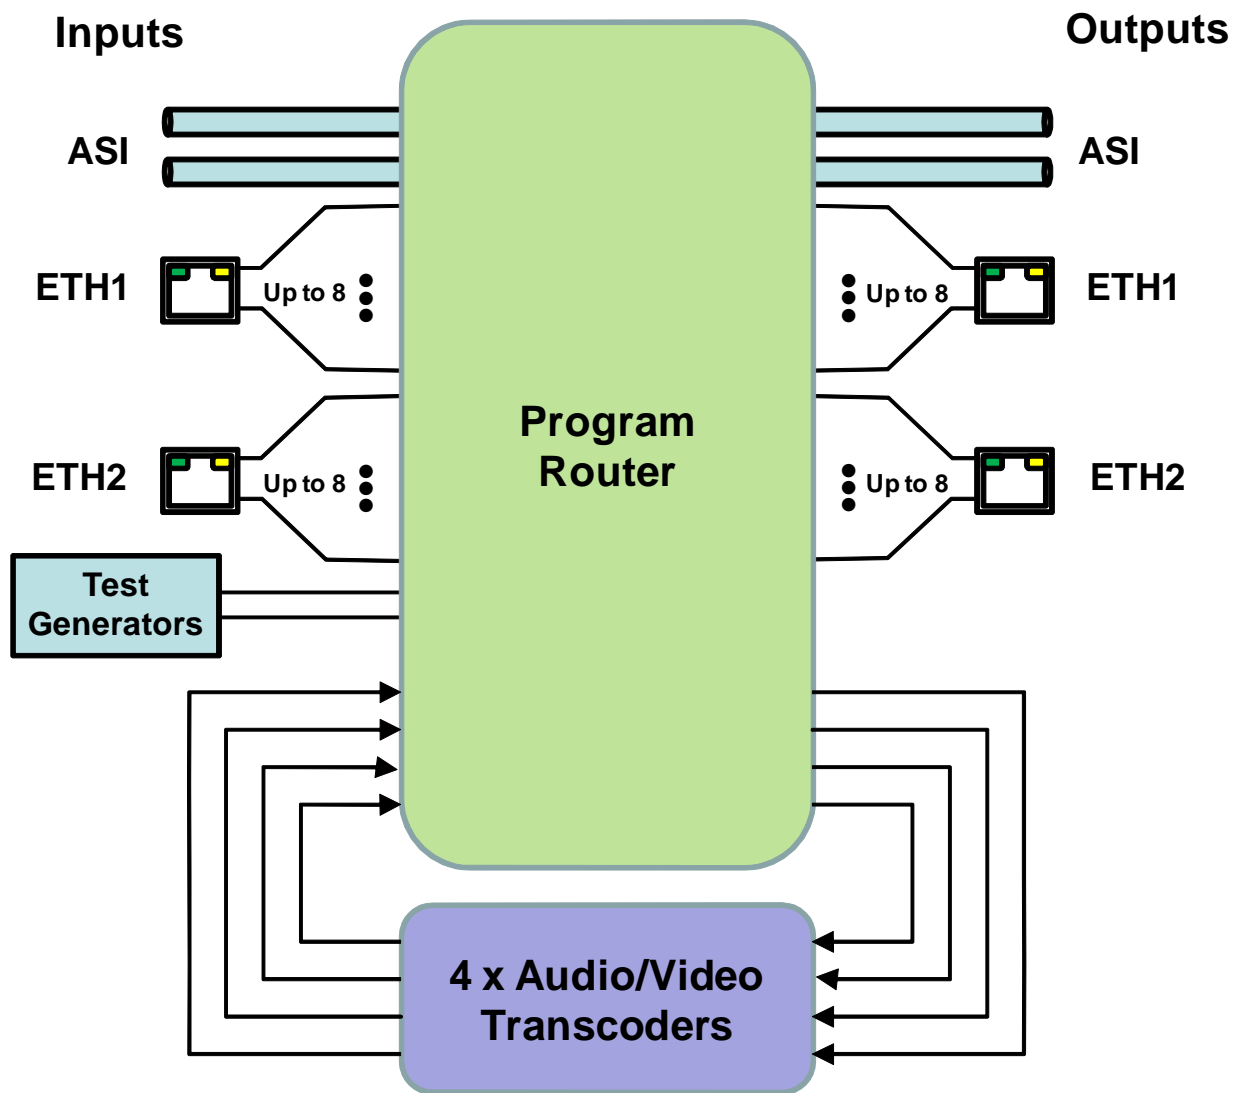 Inputs
Outputs
ASI
ASI
ETH1
Up to 8
Up to 8
ETH1
Program
Router
ETH2
Up to 8
Up to 8
ETH2
Test
Generators
4 x Audio/Video
Transcoders